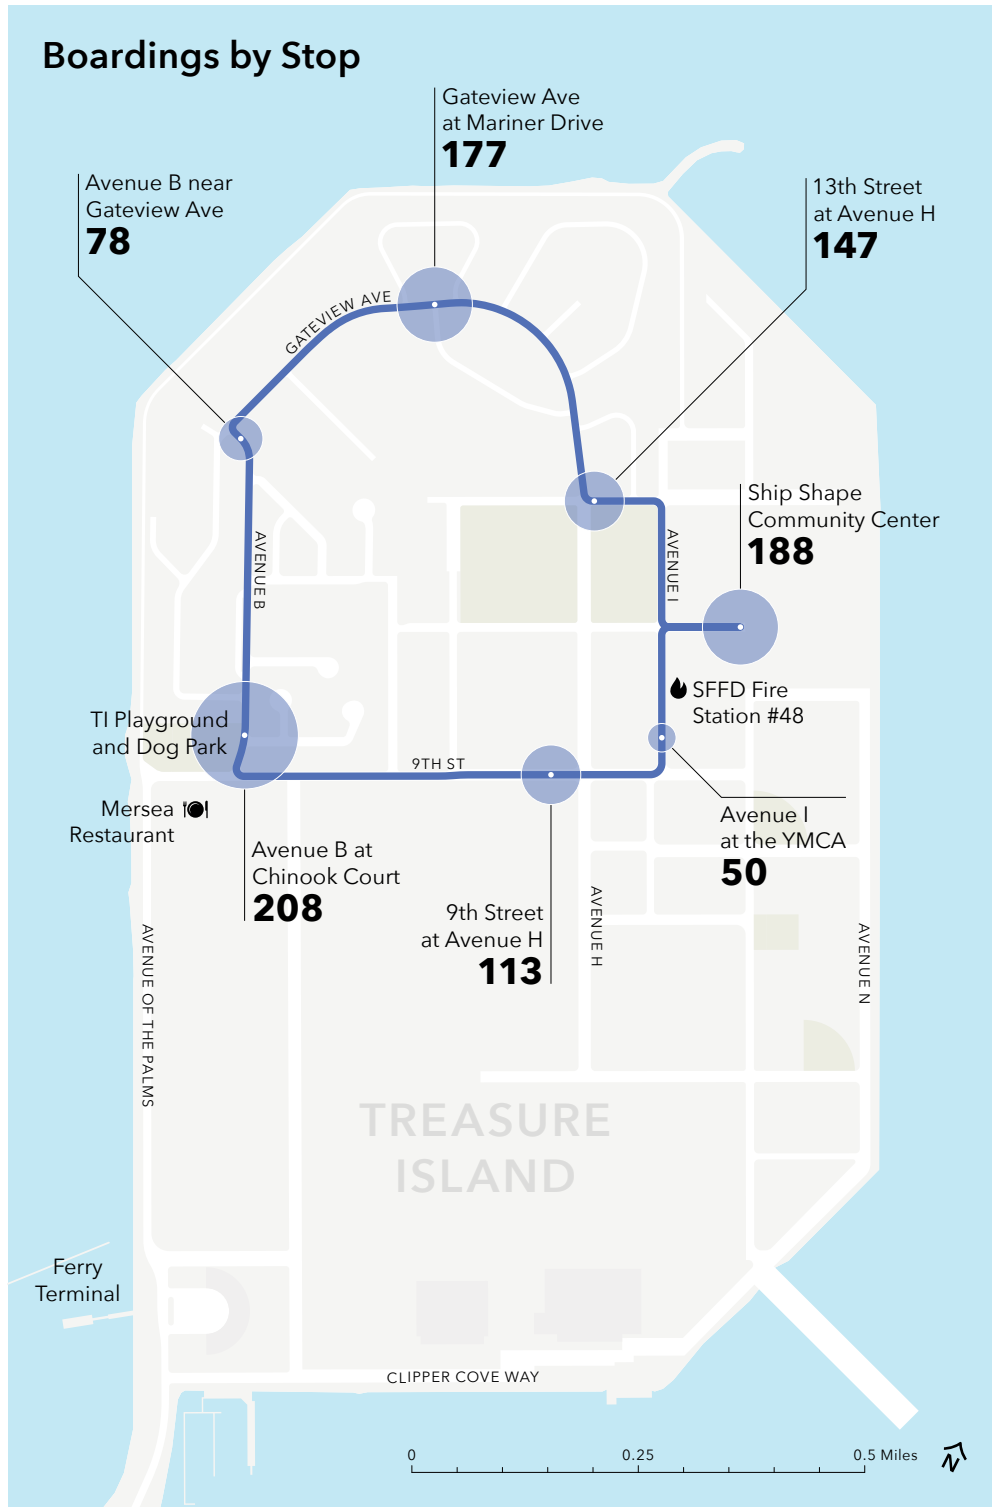 Boardings by Stop
Gateview Ave
at Mariner Drive
177
Avenue B near
Gateview Ave
78
13th Street
at Avenue H
147
GATEVIEW AVE
Ship Shape
Community Center
188
AVENUE B
AVENUE I
SFFD Fire
Station #48
TI Playground
and Dog Park
9TH ST
Mersea
Restaurant
Avenue I
at the YMCA
50
Avenue B at
Chinook Court
208
9th Street
at Avenue H
113
AVENUE H
AVENUE N
AVENUE OF THE PALMS
TREASURE
ISLAND
Ferry
Terminal
CLIPPER COVE WAY
0 0.25 0.5 Miles
N